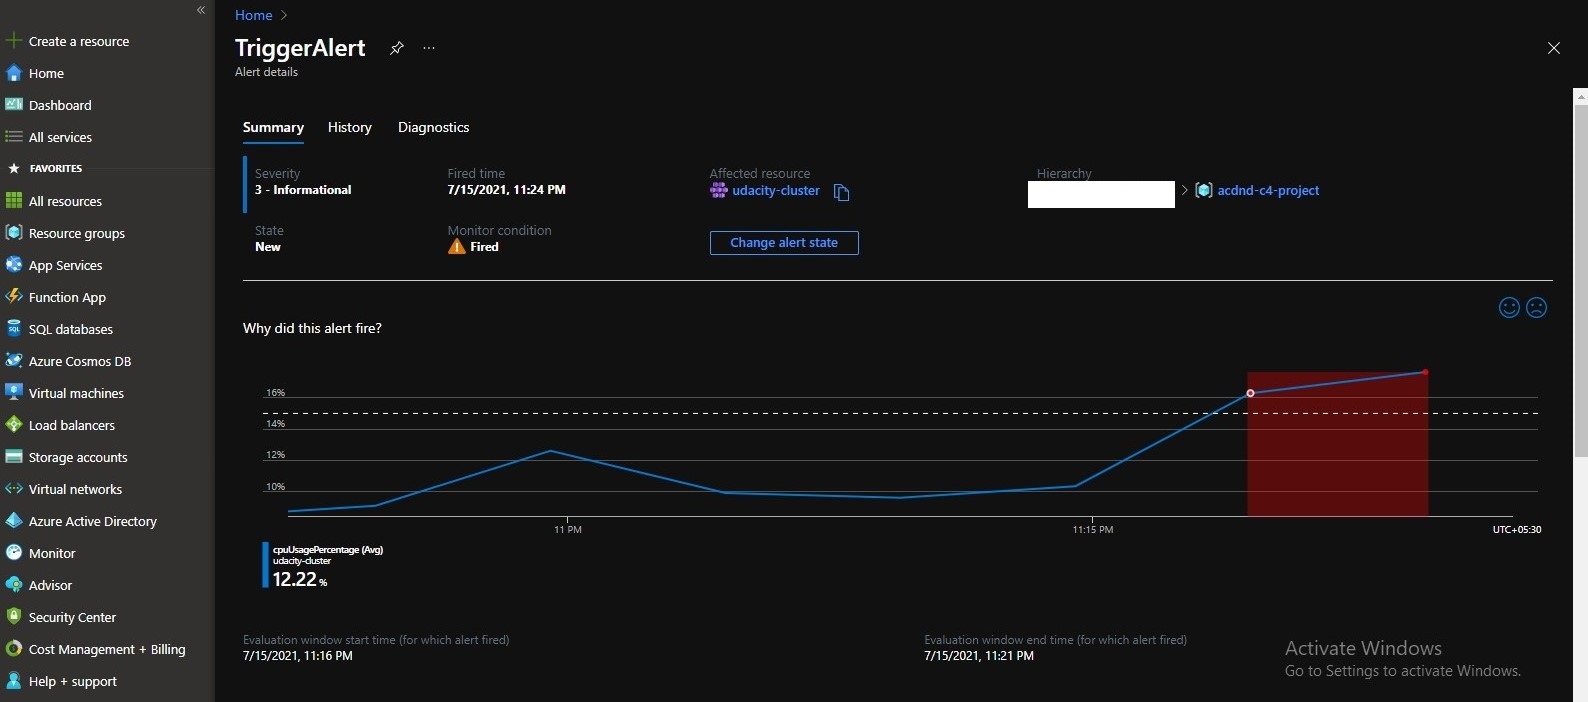 Create a resource
Home
Dashboard
All services
FAVORITES
All resources
Resource groups
App Services
Function App
SQL databases
Azure Cosmos DB
Virtual machines
Load balancers
Storage accounts
Virtual networks
Azure Active Directory
Monitor
Advisor
Security Center
Cost Management + Billing
Help + support
Home
TriggerAlert
Alert details
Summary History Diagnostics
Severity
3 - Informational
Fired time
7/15/2021, 11:24 PM
Affected resource
udacity-cluster
Hierarchy
acdnd-c4-project
State
New
Monitor condition
Fired
Change alert state
Why did this alert fire?
16%
14%
12%
10%
11 PM 11:15 PM UTC+05:30
cpuUsagePercentage (Avg)
udacity-cluster
12.22 %
Evaluation window start time (for which alert fired)
7/15/2021, 11:16 PM
Evaluation window end time (for which alert fired)
7/15/2021, 11:21 PM
Activate Windows
Go to Settings to activate Windows.